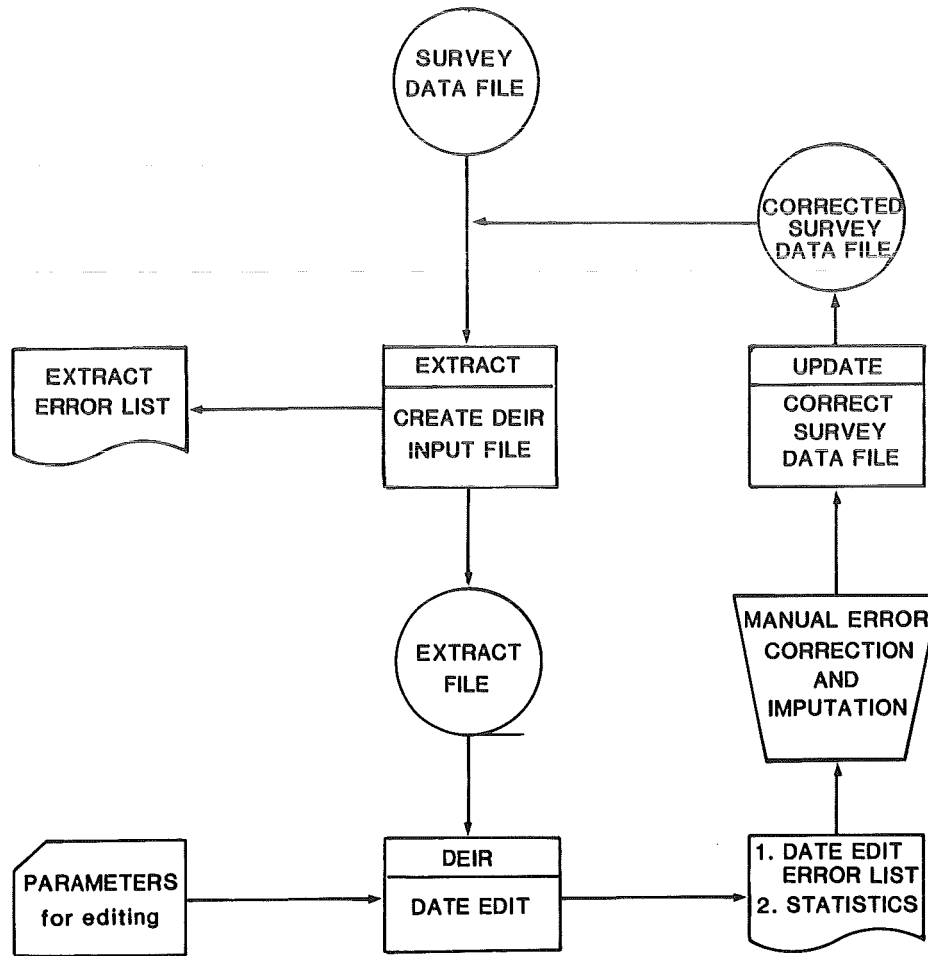 SURVEY
DATA FILE
CORRECTED
SURVEY
DATA FILE
EXTRACT
ERROR LIST
EXTRACT
CREATE DEIR
INPUT FILE
UPDATE
CORRECT
SURVEY
DATA FILE
EXTRACT
FILE
MANUAL ERROR
CORRECTION
AND
IMPUTATION
PARAMETERS
for editing
DEIR
DATE EDIT
1. DATE EDIT
ERROR LIST
2. STATISTICS